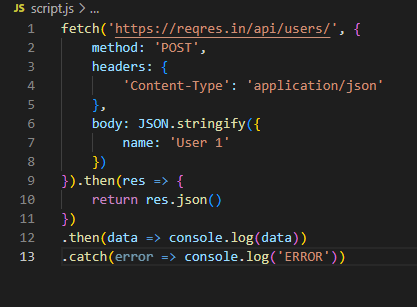 JS script.js > ...
1 fetch('https://reqres.in/api/users/', {
2     method: 'POST',
3     headers: {
4         'Content-Type': 'application/json'
5     },
6     body: JSON.stringify({
7         name: 'User 1'
8     })
9 }).then(res => {
10     return res.json()
11 })
12 .then(data => console.log(data))
13 .catch(error => console.log('ERROR'))